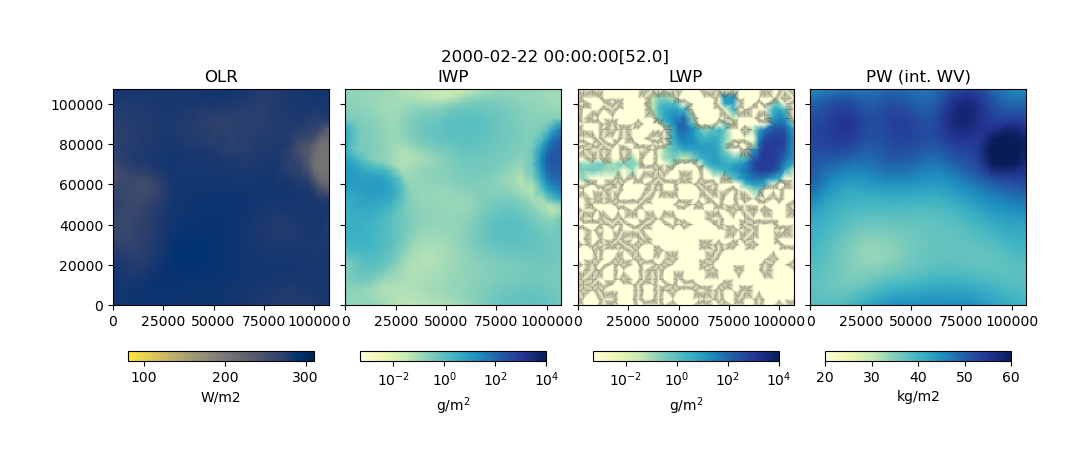 2000-02-22 00:00:00[52.0]
OLR IWP LWP PW (int. WV)
100000
80000
60000
40000
20000
0
0 25000 50000 75000 100000 0 25000 50000 75000 100000 0 25000 50000 75000 100000 0 25000 50000 75000 100000
100 200 300 10⁻² 10⁰ 10² 10⁴ 10⁻² 10⁰ 10² 10⁴ 20 30 40 50 60
W/m2 g/m² g/m² kg/m2